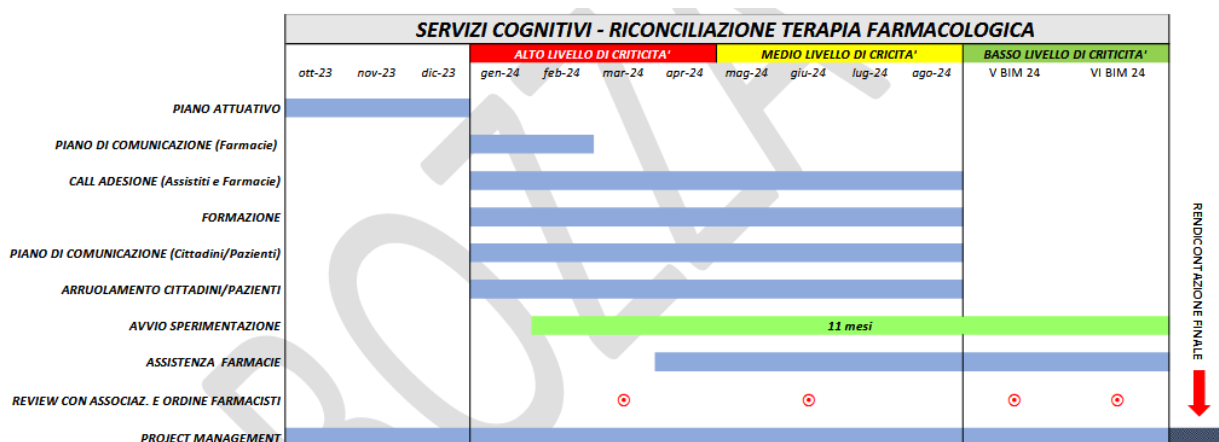 SERVIZI COGNITIVI - RICONCILIAZIONE TERAPIA FARMACOLOGICA
ALTO LIVELLO DI CRITICITA' MEDIO LIVELLO DI CRICITA' BASSO LIVELLO DI CRITICITA'
ott-23 nov-23 dic-23 gen-24 feb-24 mar-24 apr-24 mag-24 giu-24 lug-24 ago-24 V BIM 24 VI BIM 24
PIANO ATTUATIVO
PIANO DI COMUNICAZIONE (Farmacie)
CALL ADESIONE (Assistiti e Farmacie)
FORMAZIONE
PIANO DI COMUNICAZIONE (Cittadini/Pazienti)
ARRUOLAMENTO CITTADINI/PAZIENTI
AVVIO SPERIMENTAZIONE 11 mesi
ASSISTENZA FARMACIE
REVIEW CON ASSOCIAZ. E ORDINE FARMACISTI
PROJECT MANAGEMENT
RENDICONTAZIONE FINALE
BOZZA